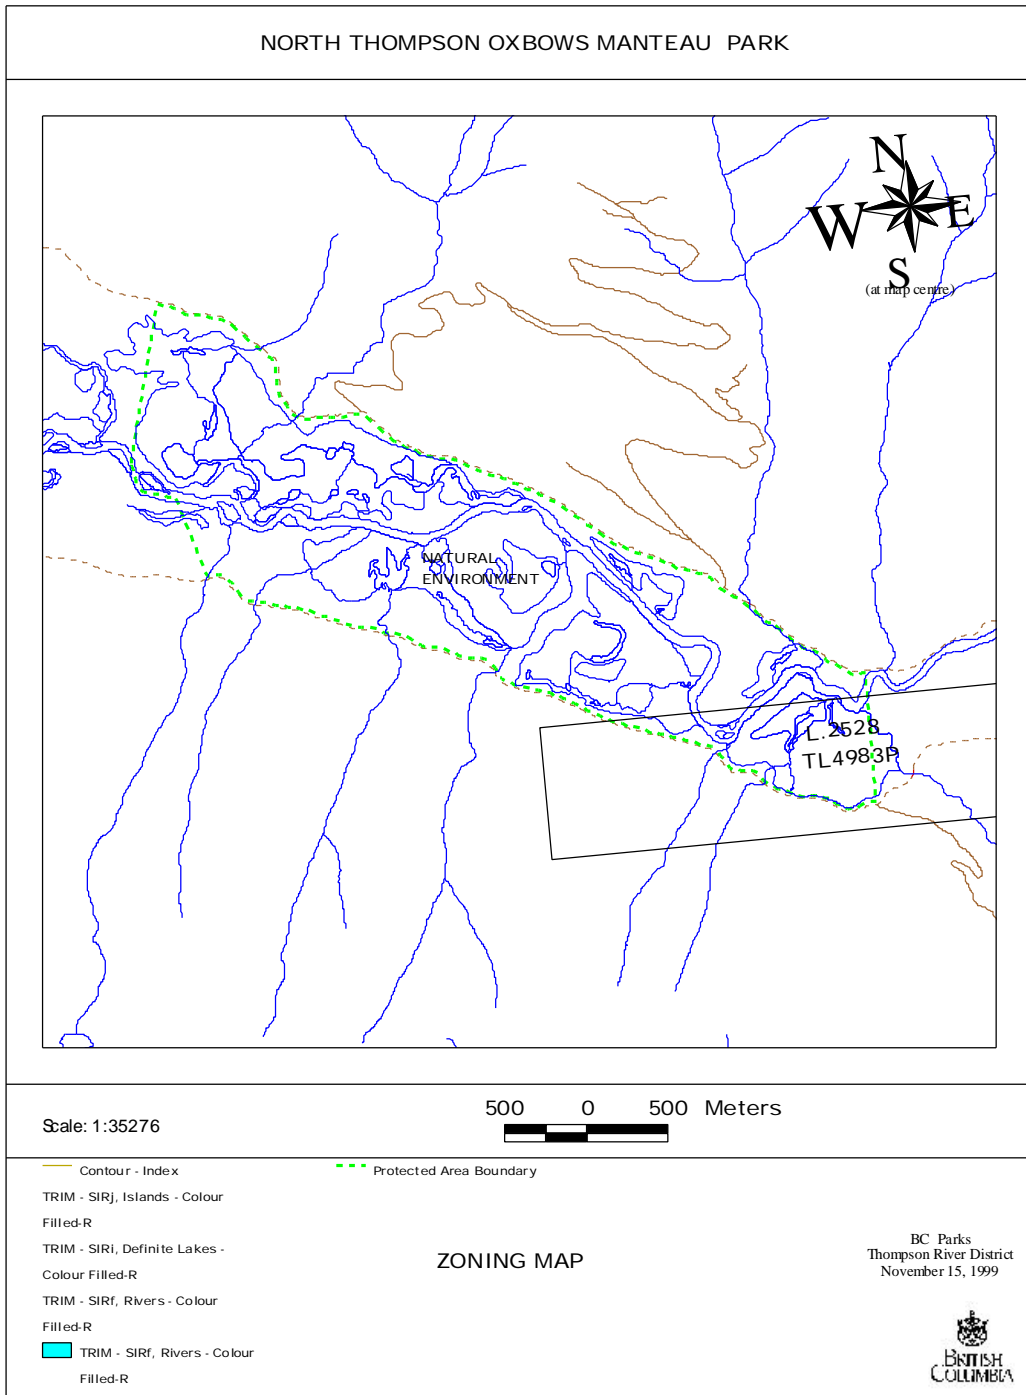 NORTH THOMPSON OXBOWS MANTEAU PARK
N
W
E
S
(at map centre)
NATURAL
ENVIRONMENT
L.2528
TL4983P
Scale: 1:35276
500 0 500 Meters
Contour - Index
Protected Area Boundary
TRIM - SIRj, Islands - Colour
Filled-R
TRIM - SIRi, Definite Lakes -
Colour Filled-R
TRIM - SIRf, Rivers - Colour
Filled-R
TRIM - SIRf, Rivers - Colour
Filled-R
ZONING MAP
BC Parks
Thompson River District
November 15, 1999
BRITISH
COLUMBIA